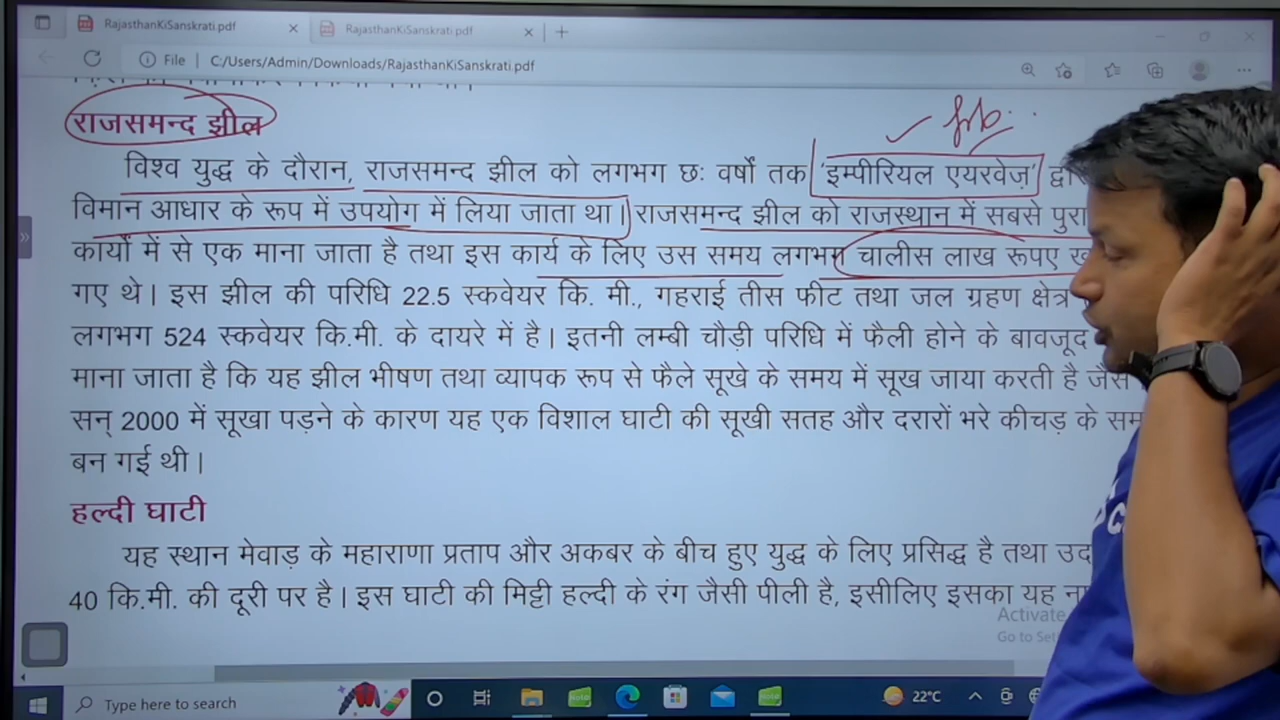 RajasthanKiSanskrati.pdf
RajasthanKiSanskrati.pdf
File
C:/Users/Admin/Downloads/RajasthanKiSanskrati.pdf
राजसमन्द झील
विश्व युद्ध के दौरान, राजसमन्द झील को लगभग छः वर्षों तक 'इम्पीरियल एयरवेज़'
विमान आधार के रूप में उपयोग में लिया जाता था। राजसमन्द झील को राजस्थान में सबसे
कार्यों में से एक माना जाता है तथा इस कार्य के लिए उस समय लगभग चालीस लाख रूपए
गए थे। इस झील की परिधि 22.5 स्कवेयर कि. मी., गहराई तीस फीट तथा जल ग्रहण क्षेत्र
लगभग 524 स्कवेयर कि.मी. के दायरे में है। इतनी लम्बी चौड़ी परिधि में फैली होने के बावजूद
माना जाता है कि यह झील भीषण तथा व्यापक रूप से फैले सूखे के समय में सूख जाया करती है
सन् 2000 में सूखा पड़ने के कारण यह एक विशाल घाटी की सूखी सतह और दरारों भरे कीचड़ के
बन गई थी।
हल्दी घाटी
यह स्थान मेवाड़ के महाराणा प्रताप और अकबर के बीच हुए युद्ध के लिए प्रसिद्ध है तथा
40 कि.मी. की दूरी पर है। इस घाटी की मिट्टी हल्दी के रंग जैसी पीली है, इसीलिए इसका यह
Activate
Go to
Type here to search
22°C